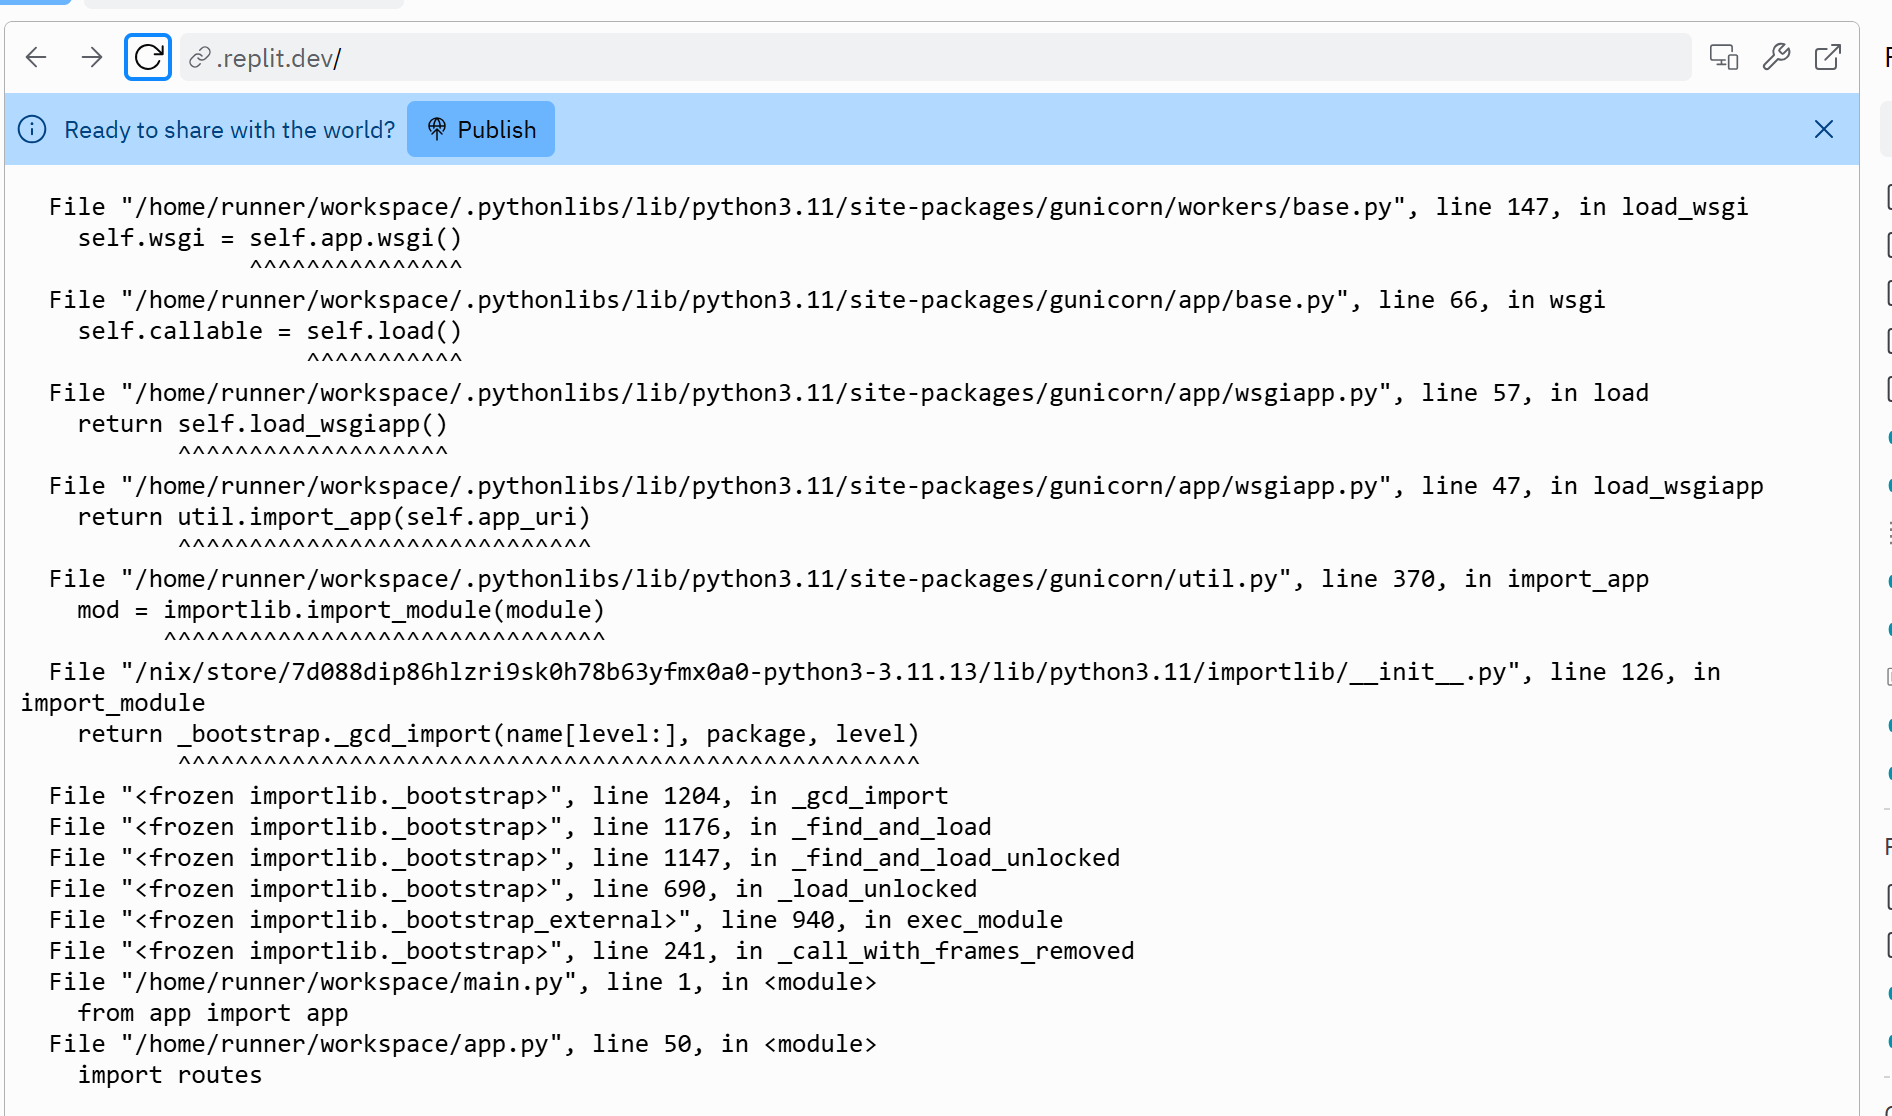 .replit.dev/
Ready to share with the world? Publish
File "/home/runner/workspace/.pythonlibs/lib/python3.11/site-packages/gunicorn/workers/base.py", line 147, in load_wsgi
self.wsgi = self.app.wsgi()
^^^^^^^^^^^^^^^
File "/home/runner/workspace/.pythonlibs/lib/python3.11/site-packages/gunicorn/app/base.py", line 66, in wsgi
self.callable = self.load()
^^^^^^^^^^^
File "/home/runner/workspace/.pythonlibs/lib/python3.11/site-packages/gunicorn/app/wsgiapp.py", line 57, in load
return self.load_wsgiapp()
^^^^^^^^^^^^^^^^^^^
File "/home/runner/workspace/.pythonlibs/lib/python3.11/site-packages/gunicorn/app/wsgiapp.py", line 47, in load_wsgiapp
return util.import_app(self.app_uri)
^^^^^^^^^^^^^^^^^^^^^^^^^^^^^
File "/home/runner/workspace/.pythonlibs/lib/python3.11/site-packages/gunicorn/util.py", line 370, in import_app
mod = importlib.import_module(module)
^^^^^^^^^^^^^^^^^^^^^^^^^^^^^^^
File "/nix/store/7d088dip86hlzri9sk0h78b63yfmx0a0-python3-3.11.13/lib/python3.11/importlib/__init__.py", line 126, in
import_module
return _bootstrap._gcd_import(name[level:], package, level)
^^^^^^^^^^^^^^^^^^^^^^^^^^^^^^^^^^^^^^^^^^^^^^^^^^^^
File "<frozen importlib._bootstrap>", line 1204, in _gcd_import
File "<frozen importlib._bootstrap>", line 1176, in _find_and_load
File "<frozen importlib._bootstrap>", line 1147, in _find_and_load_unlocked
File "<frozen importlib._bootstrap>", line 690, in _load_unlocked
File "<frozen importlib._bootstrap_external>", line 940, in exec_module
File "<frozen importlib._bootstrap>", line 241, in _call_with_frames_removed
File "/home/runner/workspace/main.py", line 1, in <module>
from app import app
File "/home/runner/workspace/app.py", line 50, in <module>
import routes